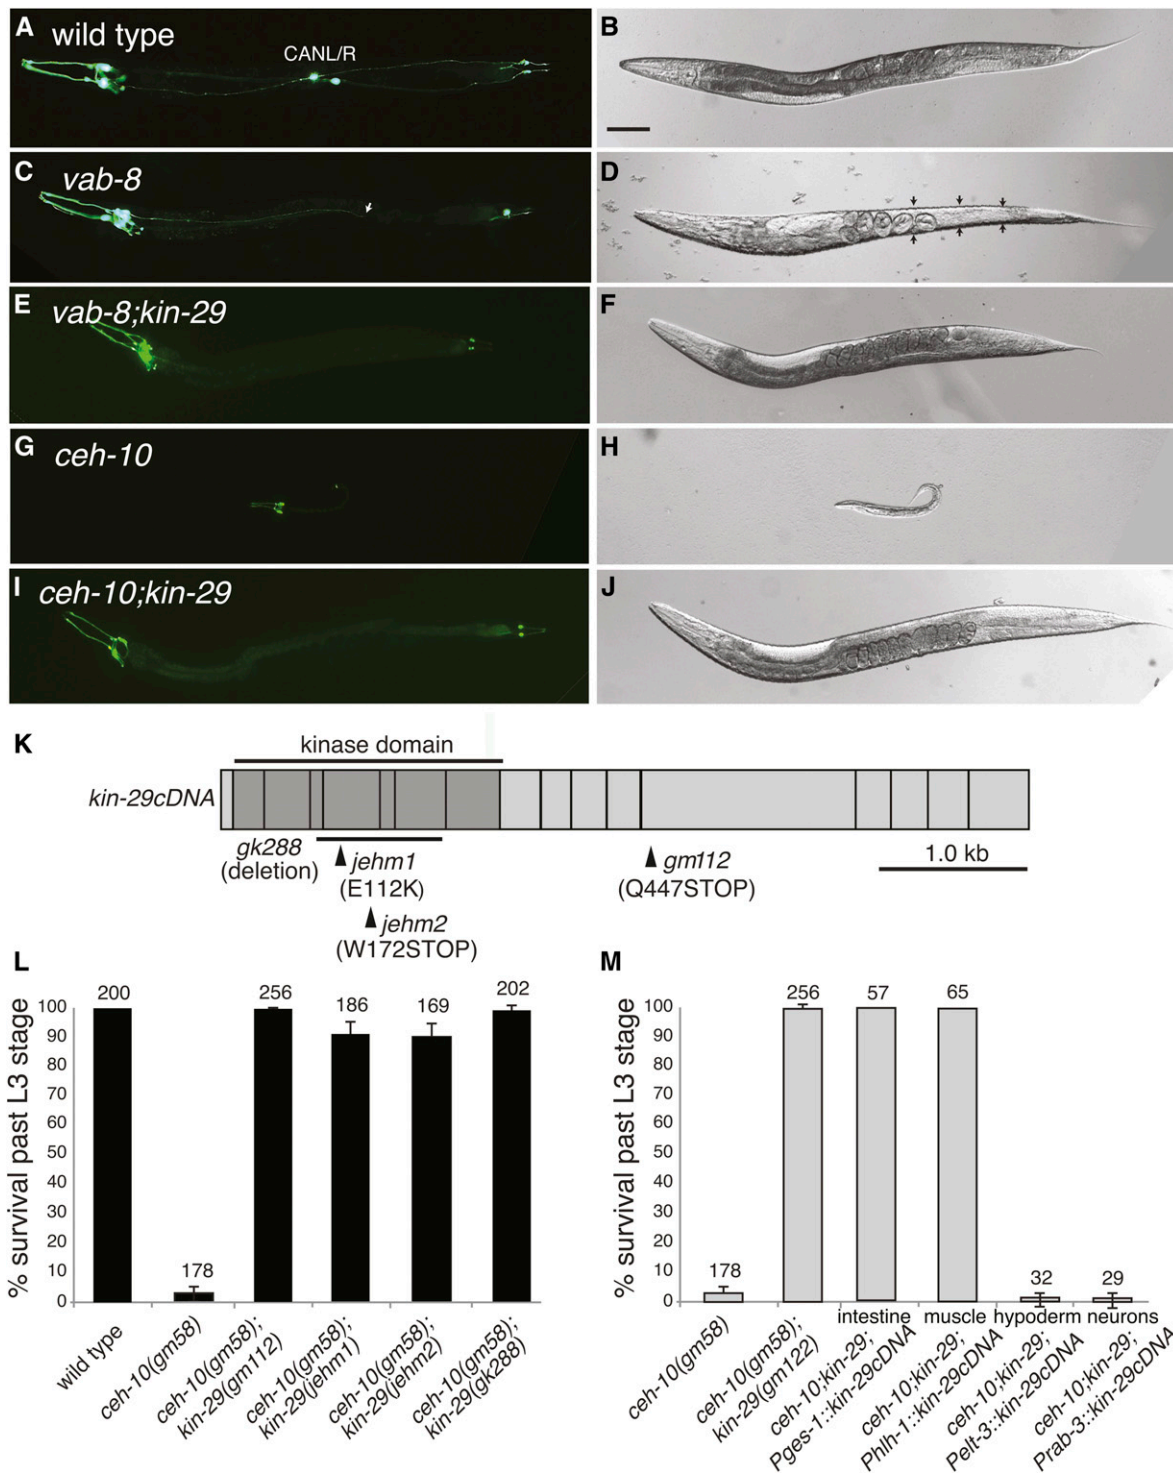 A wild type
CANL/R
B
C vab-8
D
E vab-8;kin-29
F
G ceh-10
H
I ceh-10;kin-29
J
K
kinase domain
kin-29cDNA
gk288
(deletion)
jehm1
(E112K)
jehm2
(W172STOP)
gm112
(Q447STOP)
1.0 kb
L
% survival past L3 stage
100
90
80
70
60
50
40
30
20
10
0
200
178
256
186
169
202
wild type
ceh-10(gm58)
ceh-10(gm58);
kin-29(gm112)
ceh-10(gm58);
kin-29(jehm1)
ceh-10(gm58);
kin-29(jehm2)
ceh-10(gm58);
kin-29(gk288)
M
% survival past L3 stage
100
90
80
70
60
50
40
30
20
10
0
178
256
57
65
32
29
intestine muscle hypoderm neurons
ceh-10(gm58)
ceh-10(gm58);
kin-29(gm122)
ceh-10;kin-29;
Pges-1::kin-29cDNA
ceh-10;kin-29;
Phlh-1::kin-29cDNA
ceh-10;kin-29;
Pelt-3::kin-29cDNA
ceh-10;kin-29;
Prab-3::kin-29cDNA